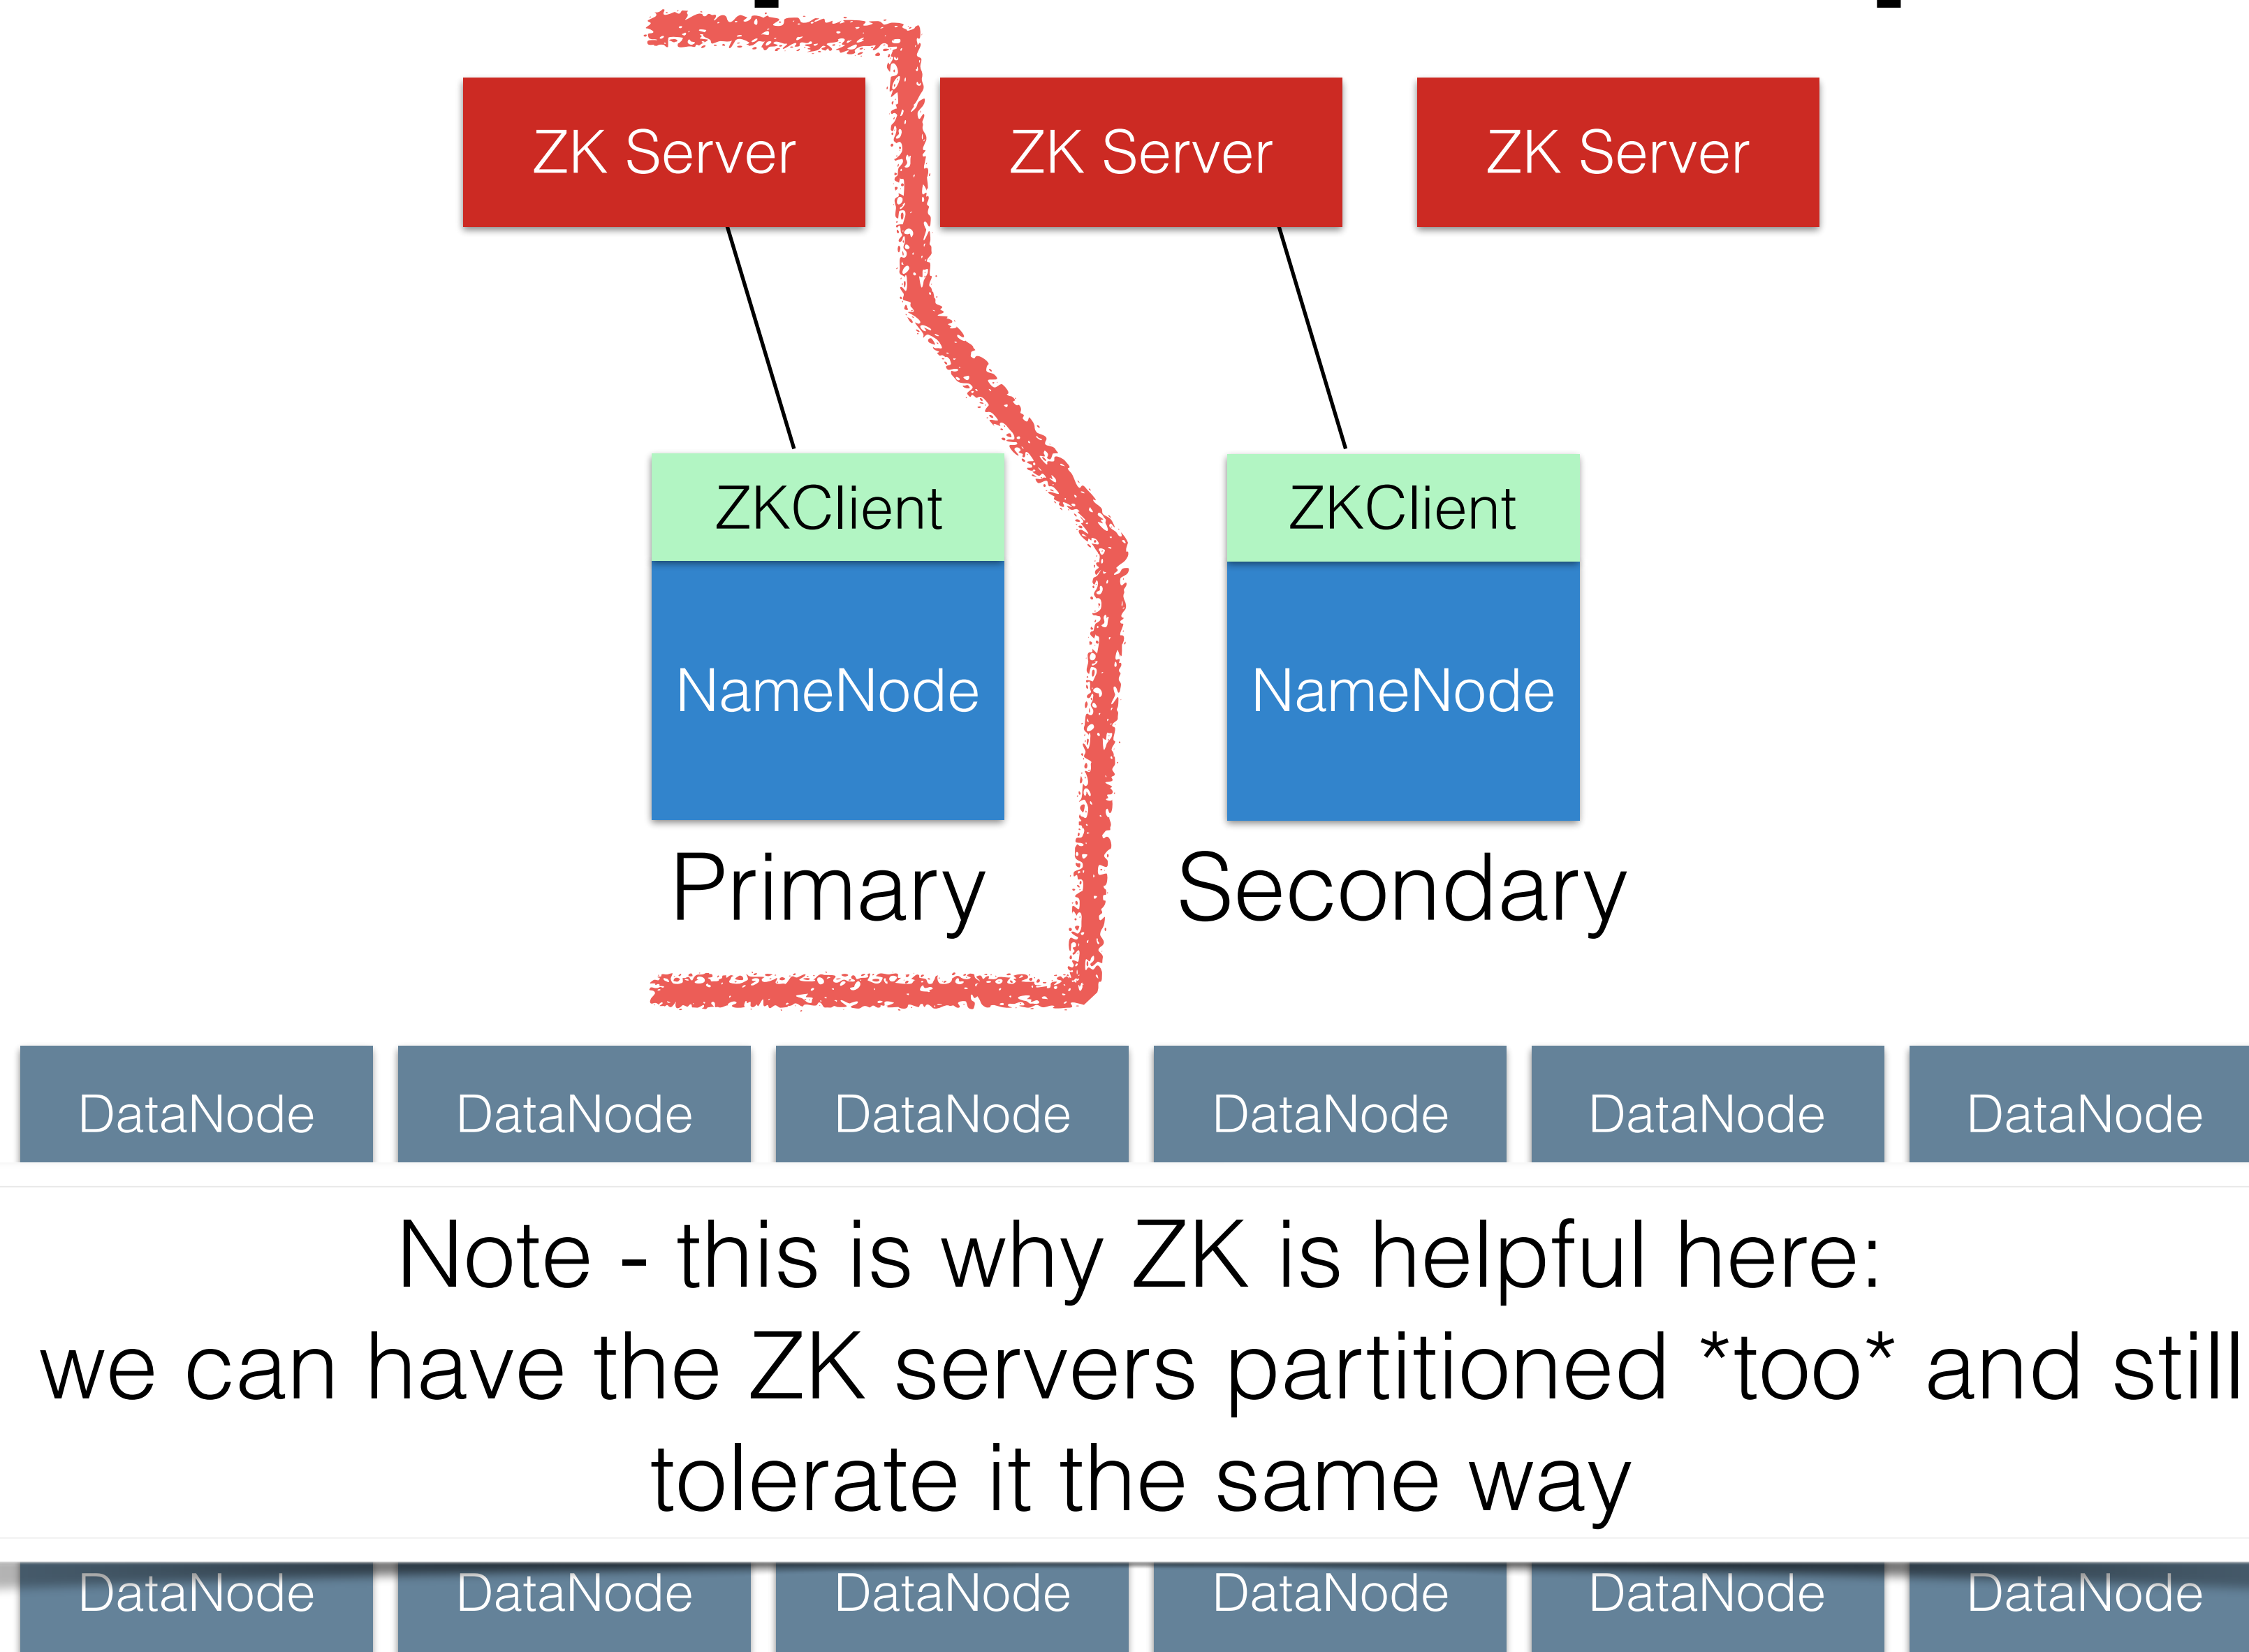 ZK Server ZK Server ZK Server
ZKClient ZKClient
NameNode NameNode
Primary Secondary
DataNode DataNode DataNode DataNode DataNode DataNode
Note - this is why ZK is helpful here:
we can have the ZK servers partitioned *too* and still
tolerate it the same way
DataNode DataNode DataNode DataNode DataNode DataNode